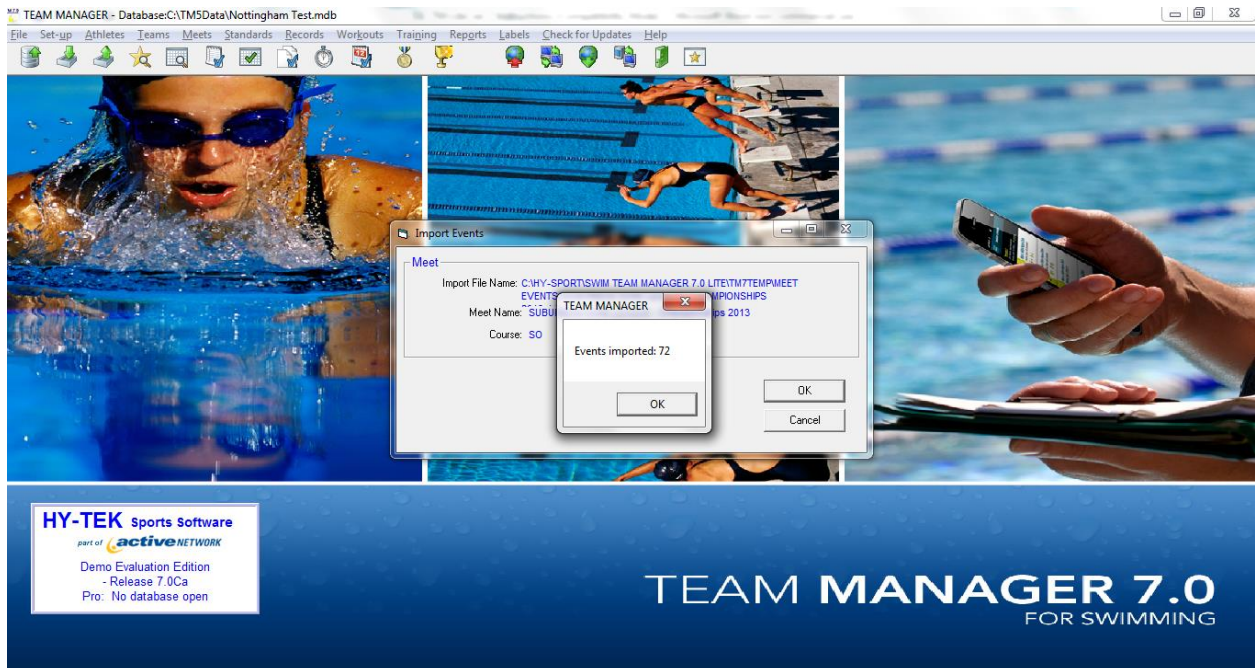 TEAM MANAGER - Database:C:\TM5Data\Nottingham Test.mdb
File Set-up Athletes Teams Meets Standards Records Workouts Training Reports Labels Check for Updates Help
Import Events
Meet
Import File Name: C:\HY-SPORT\SWIM TEAM MANAGER 7.0 LITE\TM7TEMP\MEET
EVENTS MPIONSHIPS
Meet Name: SUBU ps 2013
Course: SO
TEAM MANAGER
Events imported: 72
OK
OK
Cancel
HY-TEK Sports Software
part of active NETWORK
Demo Evaluation Edition
- Release 7.0Ca
Pro: No database open
TEAM MANAGER 7.0
FOR SWIMMING